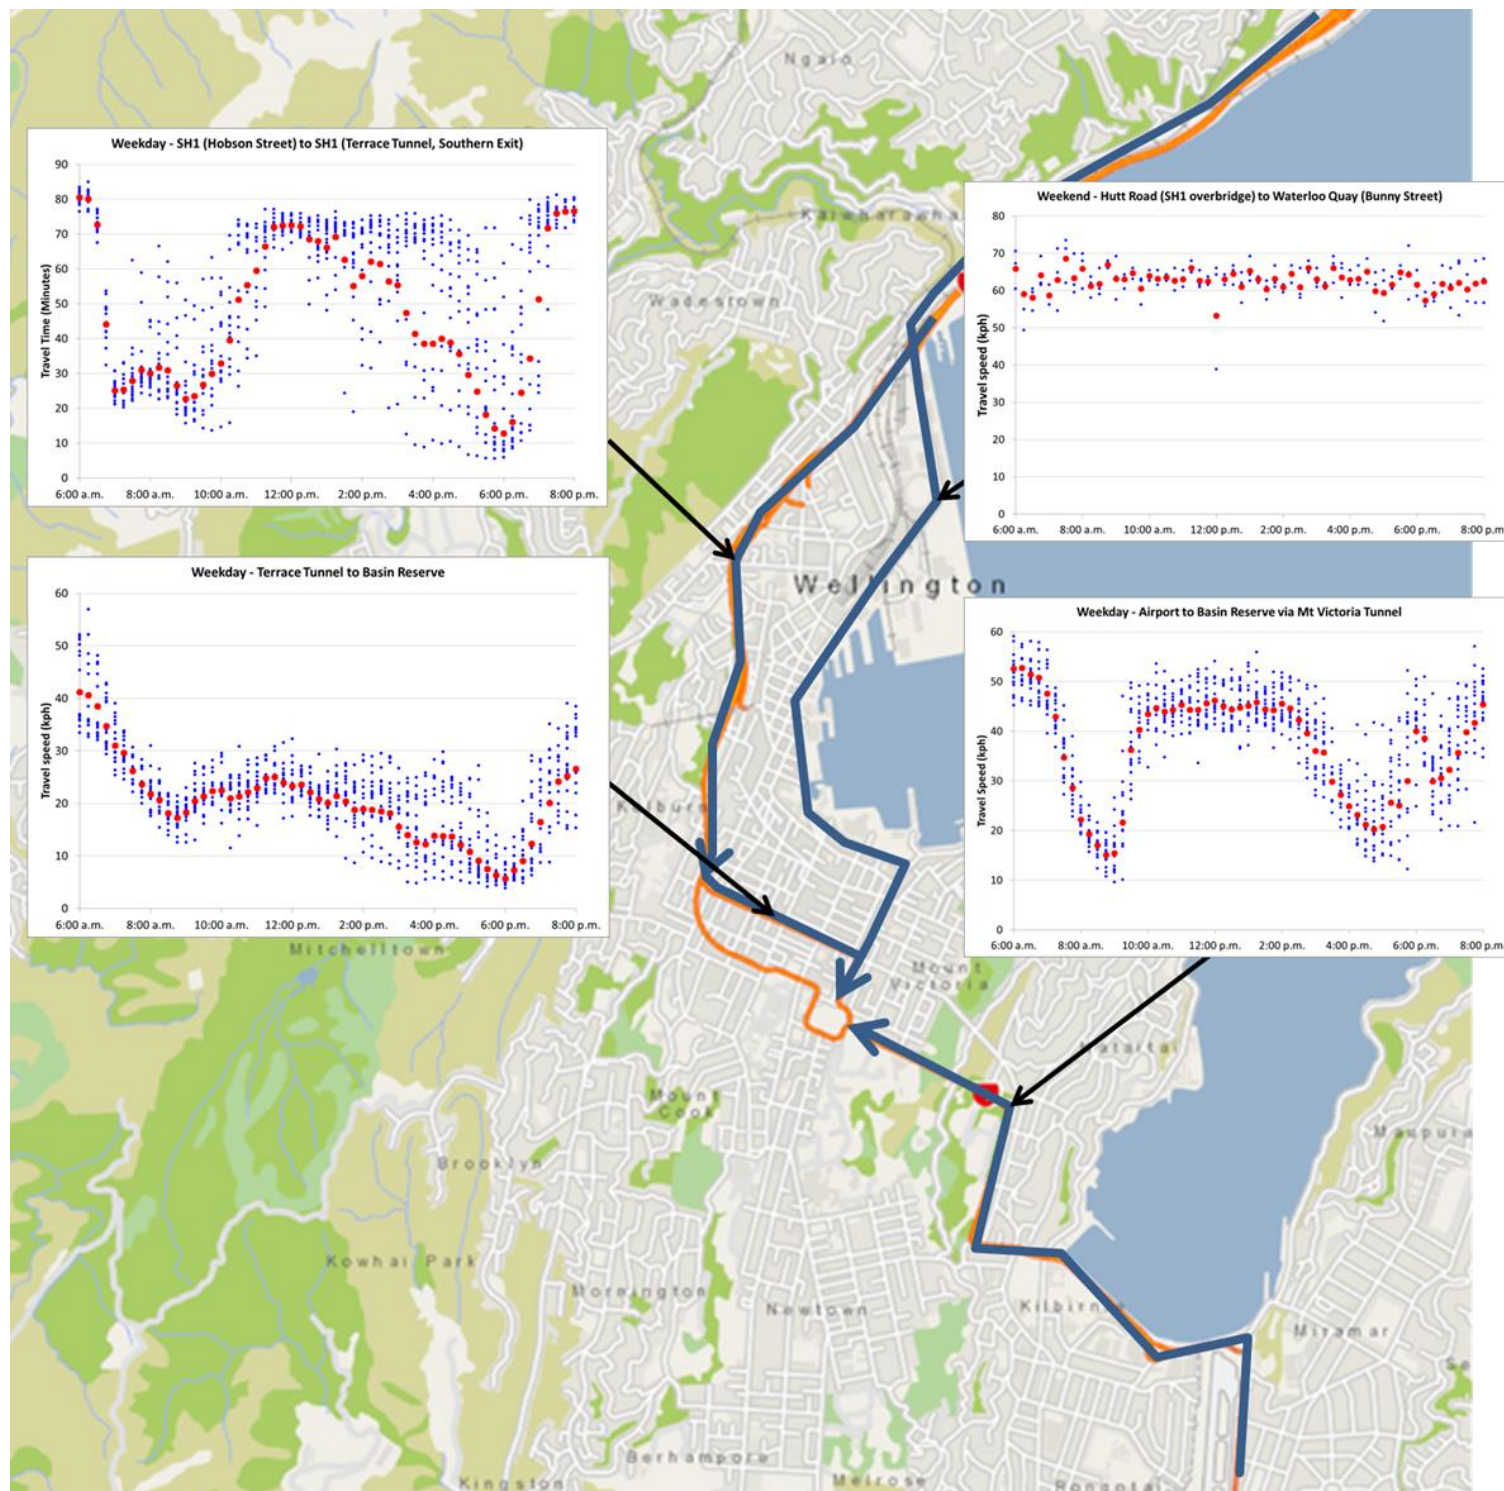 Ngaio
Weekday - SH1 (Hobson Street) to SH1 (Terrace Tunnel, Southern Exit)
Travel Time (Minutes)
90
80
70
60
50
40
30
20
10
0
6:00 a.m. 8:00 a.m. 10:00 a.m. 12:00 p.m. 2:00 p.m. 4:00 p.m. 6:00 p.m. 8:00 p.m.
Weekend - Hutt Road (SH1 overbridge) to Waterloo Quay (Bunny Street)
Travel speed (kph)
80
70
60
50
40
30
20
10
0
6:00 a.m. 8:00 a.m. 10:00 a.m. 12:00 p.m. 2:00 p.m. 4:00 p.m. 6:00 p.m. 8:00 p.m.
Wadestown
Wellington
Weekday - Terrace Tunnel to Basin Reserve
Travel speed (kph)
60
50
40
30
20
10
0
6:00 a.m. 8:00 a.m. 10:00 a.m. 12:00 p.m. 2:00 p.m. 4:00 p.m. 6:00 p.m. 8:00 p.m.
Weekday - Airport to Basin Reserve via Mt Victoria Tunnel
Travel Speed (kph)
60
50
40
30
20
10
0
6:00 a.m. 8:00 a.m. 10:00 a.m. 12:00 p.m. 2:00 p.m. 4:00 p.m. 6:00 p.m. 8:00 p.m.
Mitchelltown
Mount
Victoria
Mount
Cook
Brooklyn
Kowhai Park
Mornington
Newtown
Miramar
Berhampore
Kingston
Melrose
Rongotai